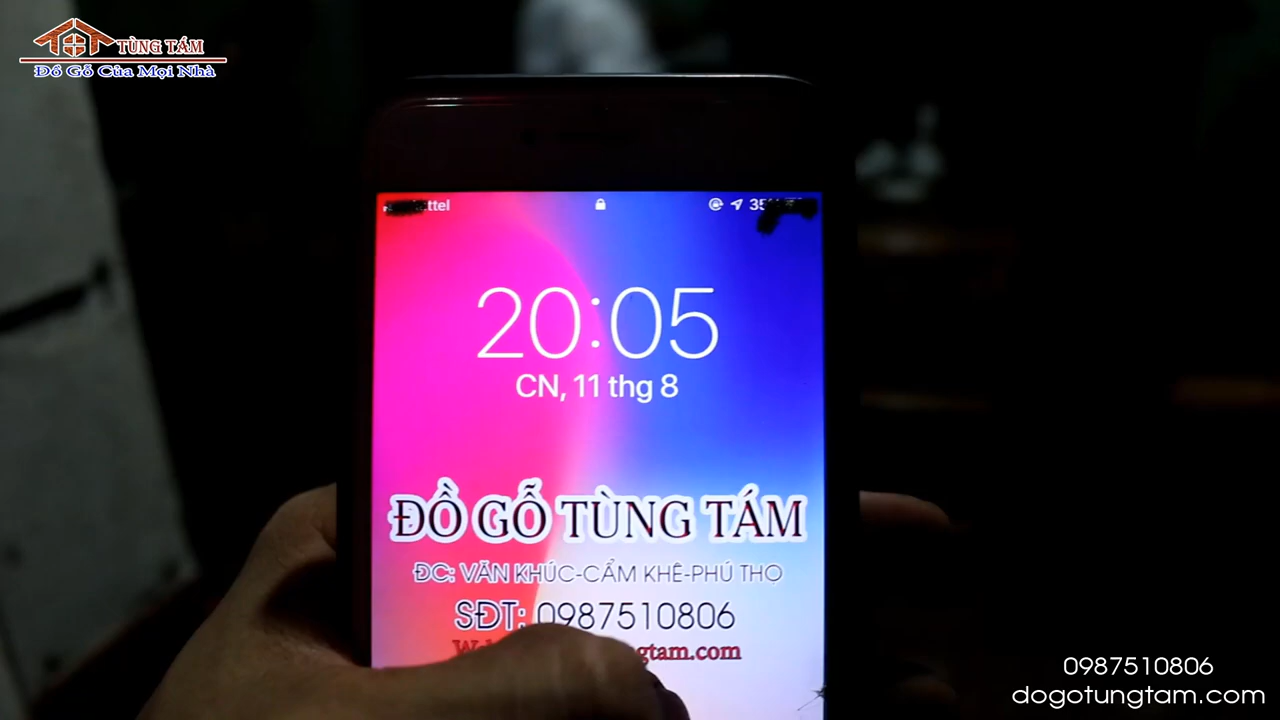 TÙNG TÁM
Đồ Gỗ Của Mọi Nhà
20:05
CN, 11 thg 8
ĐỒ GỖ TÙNG TÁM
ĐC: VĂN KHÚC-CẨM KHÊ-PHÚ THỌ
SĐT: 0987510806
0987510806
dogotungtam.com